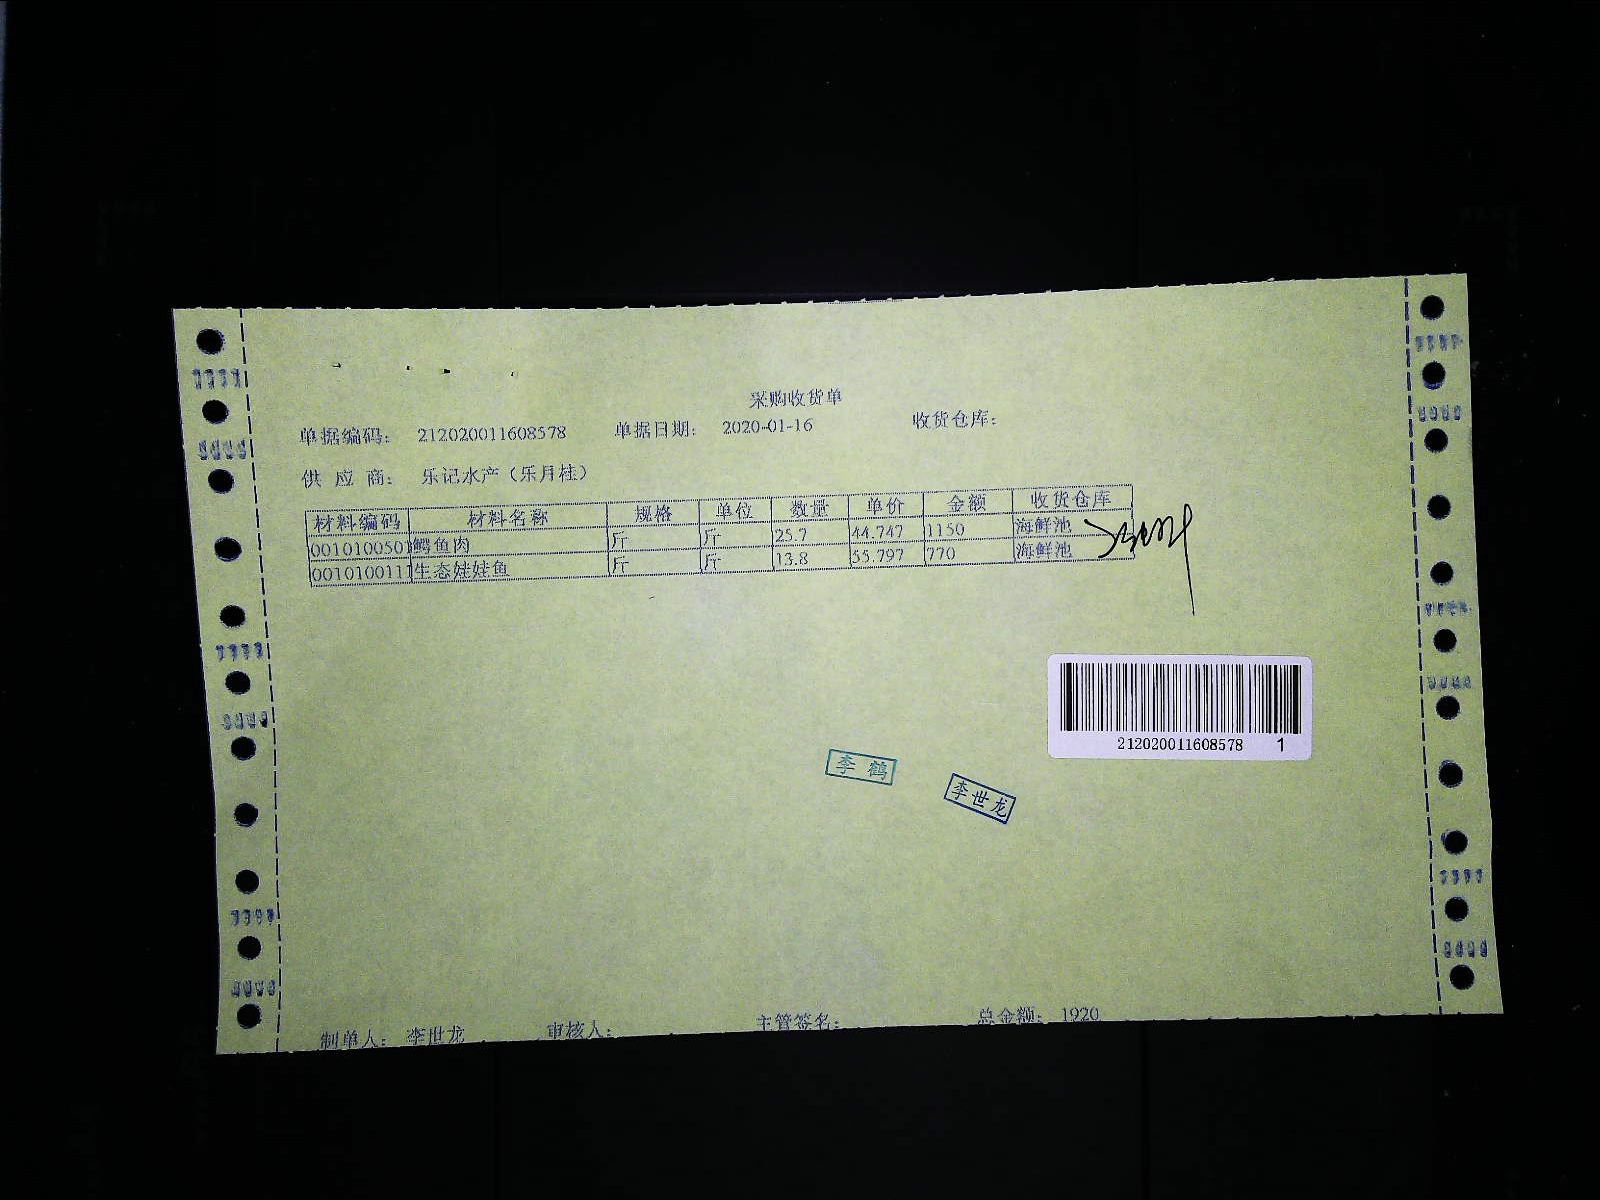 采购收货单
单据编码： 212020011608578 单据日期： 2020-01-16 收货仓库：
供 应 商： 乐记水产（乐月桂）
材料编码 材料名称 规格 单位 数量 单价 金额 收货仓库
0010100501 鳄鱼肉 斤 斤 25.7 44.747 1150 海鲜池
0010100111 生态娃娃鱼 斤 斤 13.8 55.797 770 海鲜池
212020011608578 1
李 鹤
李世龙
制单人： 李世龙 审核人： 主管签名： 总金额： 1920